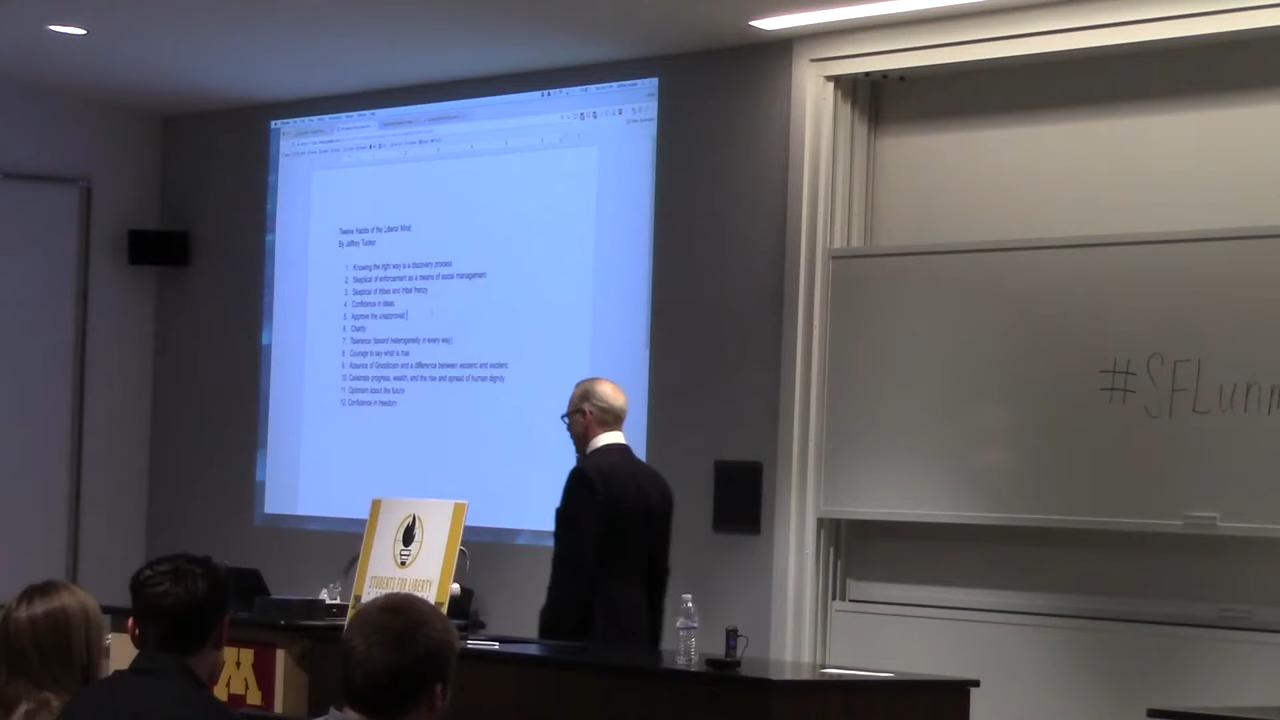 Twelve Habits of the Liberal Mind
By Jeffrey Tucker
1. Knowing the right way is a discovery process
2. Skeptical of enforcement as a means of social management
3. Skeptical of tribes and tribal frenzy
4. Confidence in ideas
5. Approve the unapproved
6. Charity
7. Tolerance (toward heterogeneity in every way)
8. Courage to say what is true
9. Absence of Gnosticism and a difference between esoteric and exoteric
10. Celebrate progress, wealth, and the rise and spread of human dignity
11. Optimism about the future
12. Confidence in freedom
#SFLunn
STUDENTS FOR LIBERTY
M